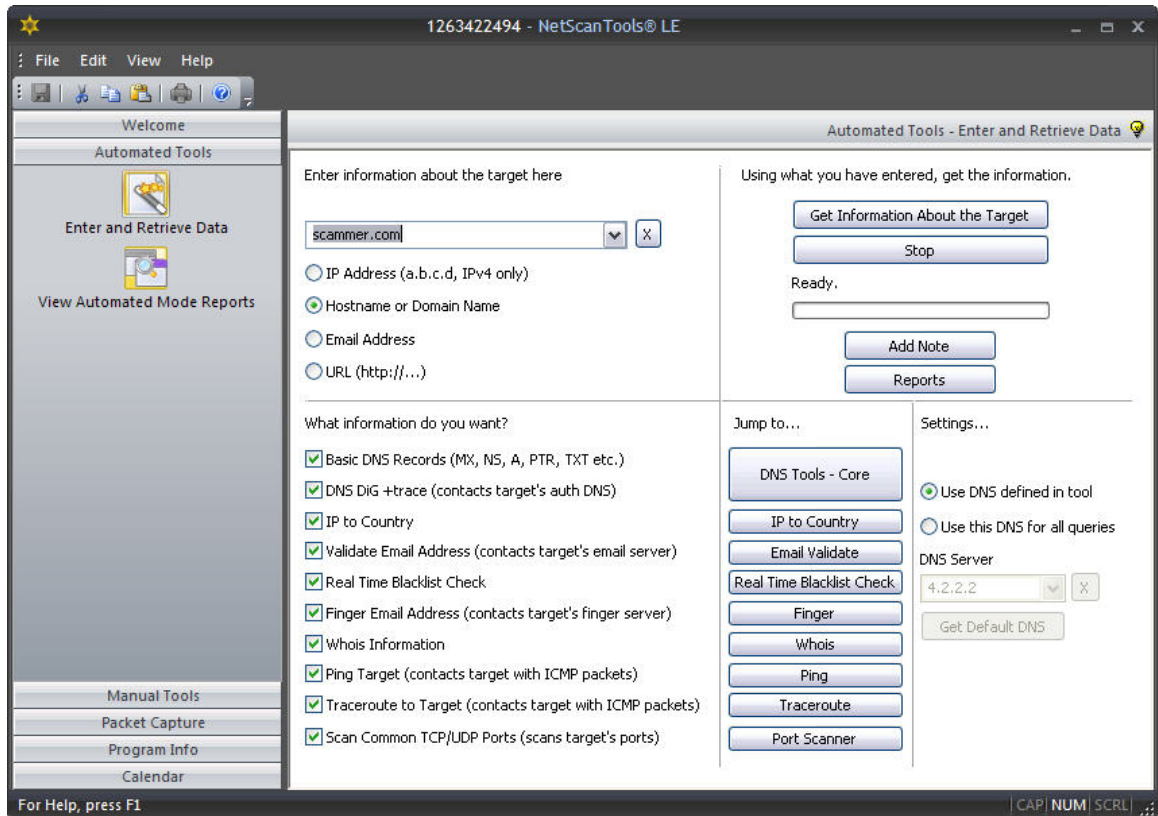 1263422494 - NetScanTools® LE
File Edit View Help
Welcome
Automated Tools
Enter and Retrieve Data
View Automated Mode Reports
Manual Tools
Packet Capture
Program Info
Calendar
Automated Tools - Enter and Retrieve Data
Enter information about the target here
scammer.com
X
IP Address (a.b.c.d, IPv4 only)
Hostname or Domain Name
Email Address
URL (http://...)
Using what you have entered, get the information.
Get Information About the Target
Stop
Ready.
Add Note
Reports
What information do you want?
Basic DNS Records (MX, NS, A, PTR, TXT etc.)
DNS DiG +trace (contacts target's auth DNS)
IP to Country
Validate Email Address (contacts target's email server)
Real Time Blacklist Check
Finger Email Address (contacts target's finger server)
Whois Information
Ping Target (contacts target with ICMP packets)
Traceroute to Target (contacts target with ICMP packets)
Scan Common TCP/UDP Ports (scans target's ports)
Jump to...
DNS Tools - Core
IP to Country
Email Validate
Real Time Blacklist Check
Finger
Whois
Ping
Traceroute
Port Scanner
Settings...
Use DNS defined in tool
Use this DNS for all queries
DNS Server
4.2.2.2
X
Get Default DNS
For Help, press F1
CAP NUM SCRL